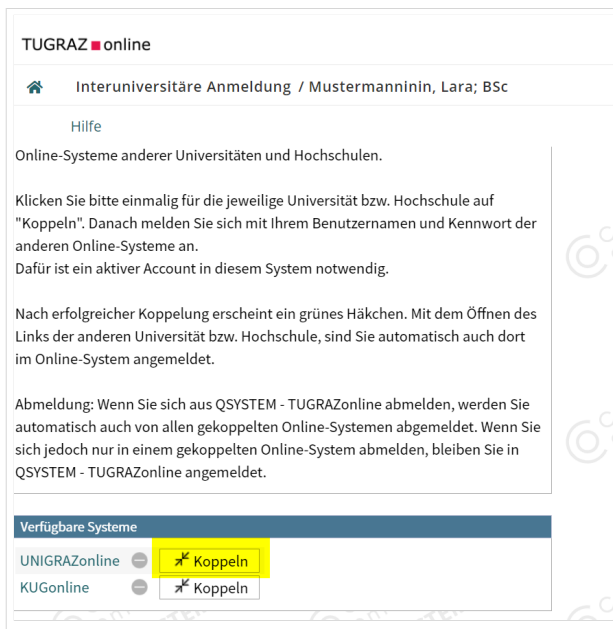 TUGRAZ online
Interuniversitäre Anmeldung / Mustermanninin, Lara; BSc
Hilfe
Online-Systeme anderer Universitäten und Hochschulen.
Klicken Sie bitte einmalig für die jeweilige Universität bzw. Hochschule auf
"Koppeln". Danach melden Sie sich mit Ihrem Benutzernamen und Kennwort der
anderen Online-Systeme an.
Dafür ist ein aktiver Account in diesem System notwendig.
Nach erfolgreicher Koppelung erscheint ein grünes Häkchen. Mit dem Öffnen des
Links der anderen Universität bzw. Hochschule, sind Sie automatisch auch dort
im Online-System angemeldet.
Abmeldung: Wenn Sie sich aus QSYSTEM - TUGRAZonline abmelden, werden Sie
automatisch auch von allen gekoppelten Online-Systemen abgemeldet. Wenn Sie
sich jedoch nur in einem gekoppelten Online-System abmelden, bleiben Sie in
QSYSTEM - TUGRAZonline angemeldet.
Verfügbare Systeme
UNIGRAZonline Koppeln
KUGonline Koppeln